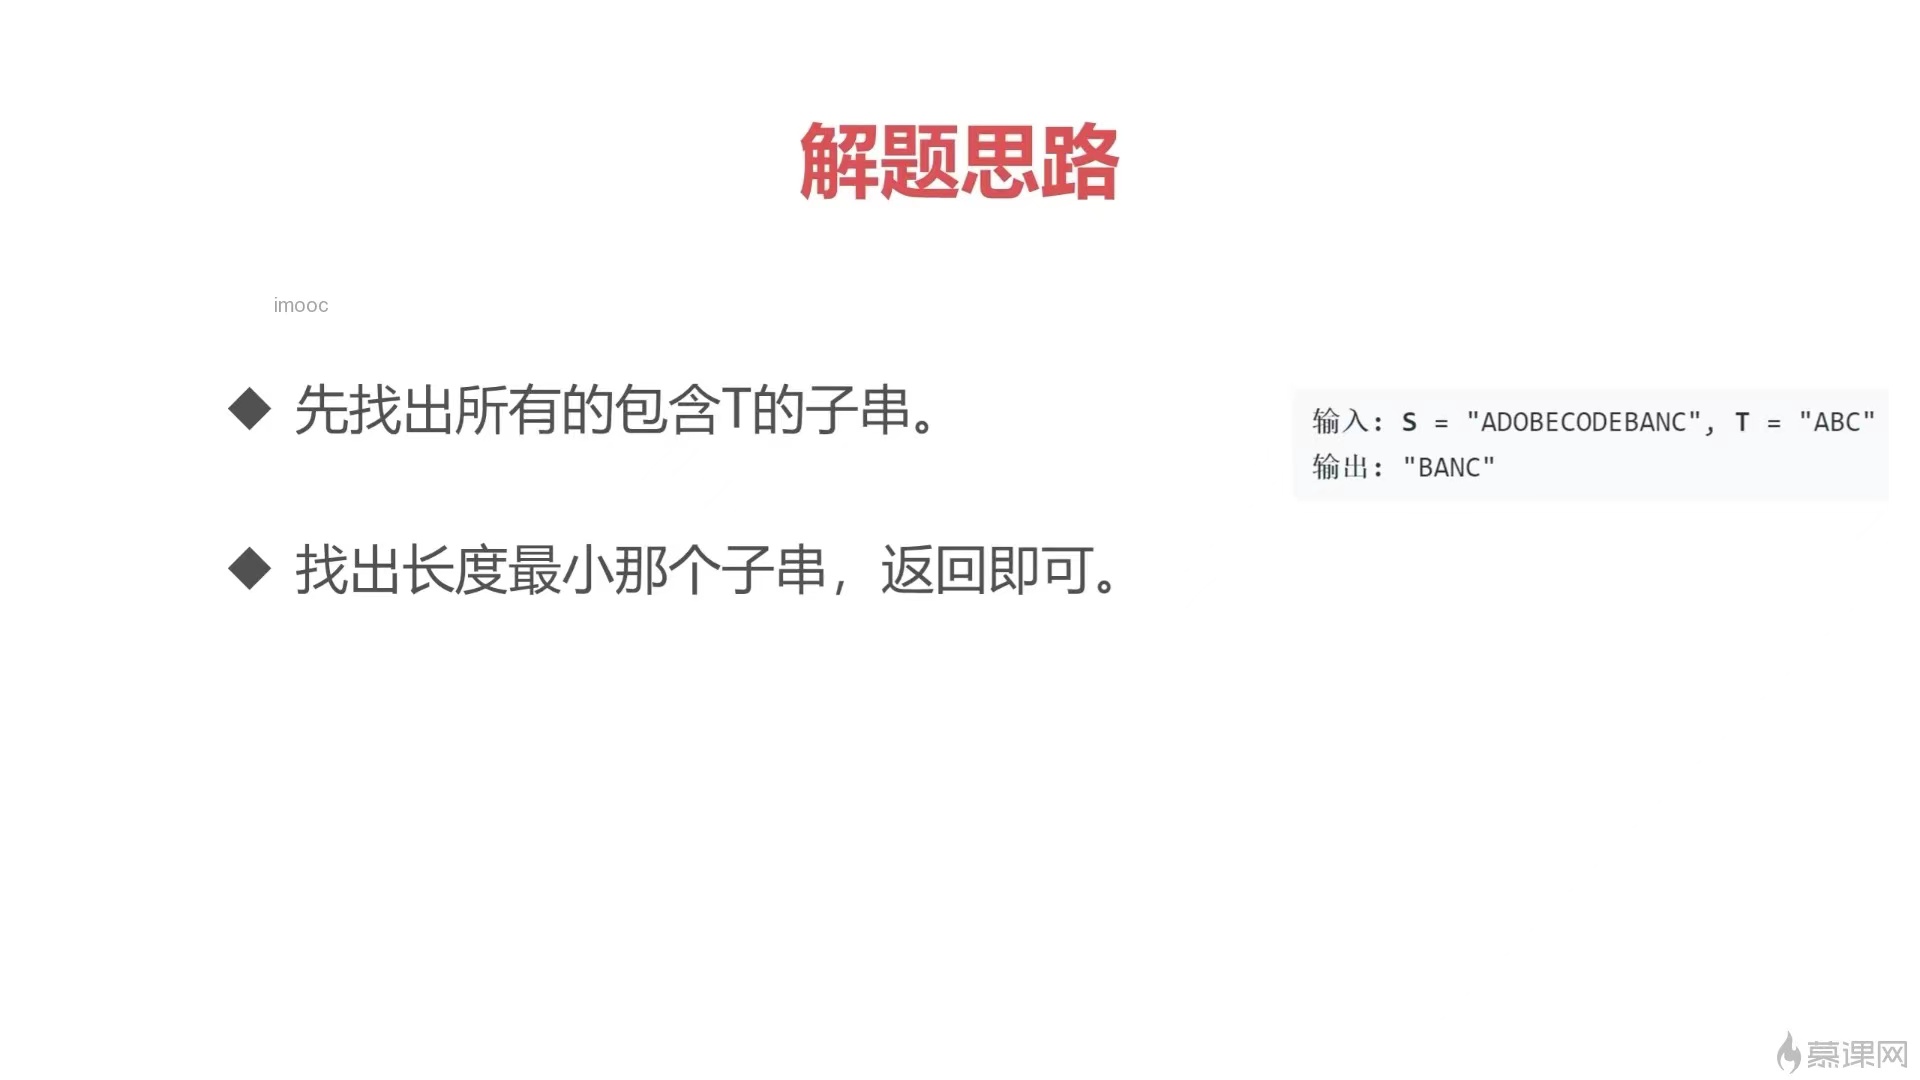 解题思路
imooc
◆ 先找出所有的包含T的子串。
◆ 找出长度最小那个子串，返回即可。
输入: S = "ADOBECODEBANC", T = "ABC"
输出: "BANC"
慕课网